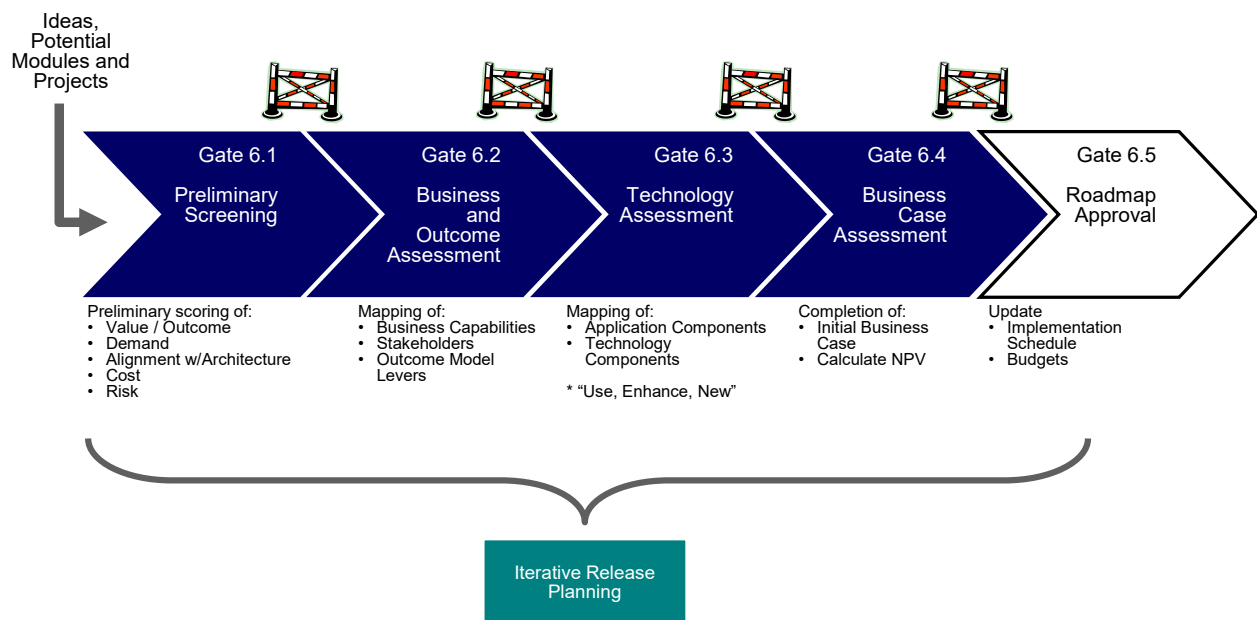 Ideas,
Potential
Modules and
Projects
Gate 6.1
Preliminary
Screening
Gate 6.2
Business
and
Outcome
Assessment
Gate 6.3
Technology
Assessment
Gate 6.4
Business
Case
Assessment
Gate 6.5
Roadmap
Approval
Preliminary scoring of:
• Value / Outcome
• Demand
• Alignment w/Architecture
• Cost
• Risk
Mapping of:
• Business Capabilities
• Stakeholders
• Outcome Model
Levers
Mapping of:
• Application Components
• Technology
Components
* “Use, Enhance, New”
Completion of:
• Initial Business
Case
• Calculate NPV
Update
• Implementation
Schedule
• Budgets
Iterative Release
Planning